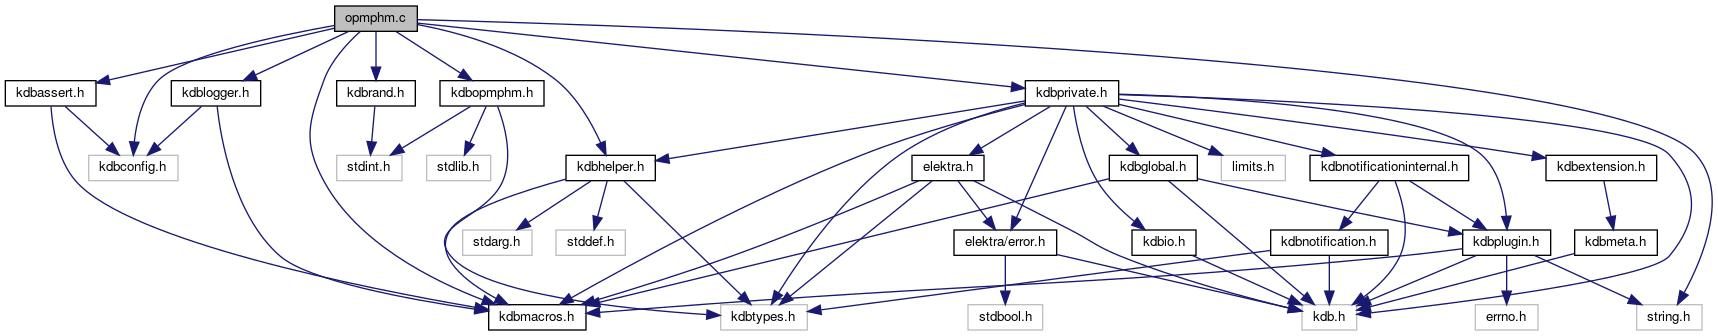 opmphm.c
kdbassert.h
kdblogger.h
kdbrand.h
kdbopmphm.h
kdbprivate.h
kdbconfig.h
stdint.h
stdlib.h
kdbhelper.h
elektra.h
kdbglobal.h
limits.h
kdbnotificationinternal.h
kdbextension.h
stdarg.h
stddef.h
elektra/error.h
kdbio.h
kdbnotification.h
kdbplugin.h
kdbmeta.h
kdbmacros.h
kdbtypes.h
stdbool.h
kdb.h
errno.h
string.h